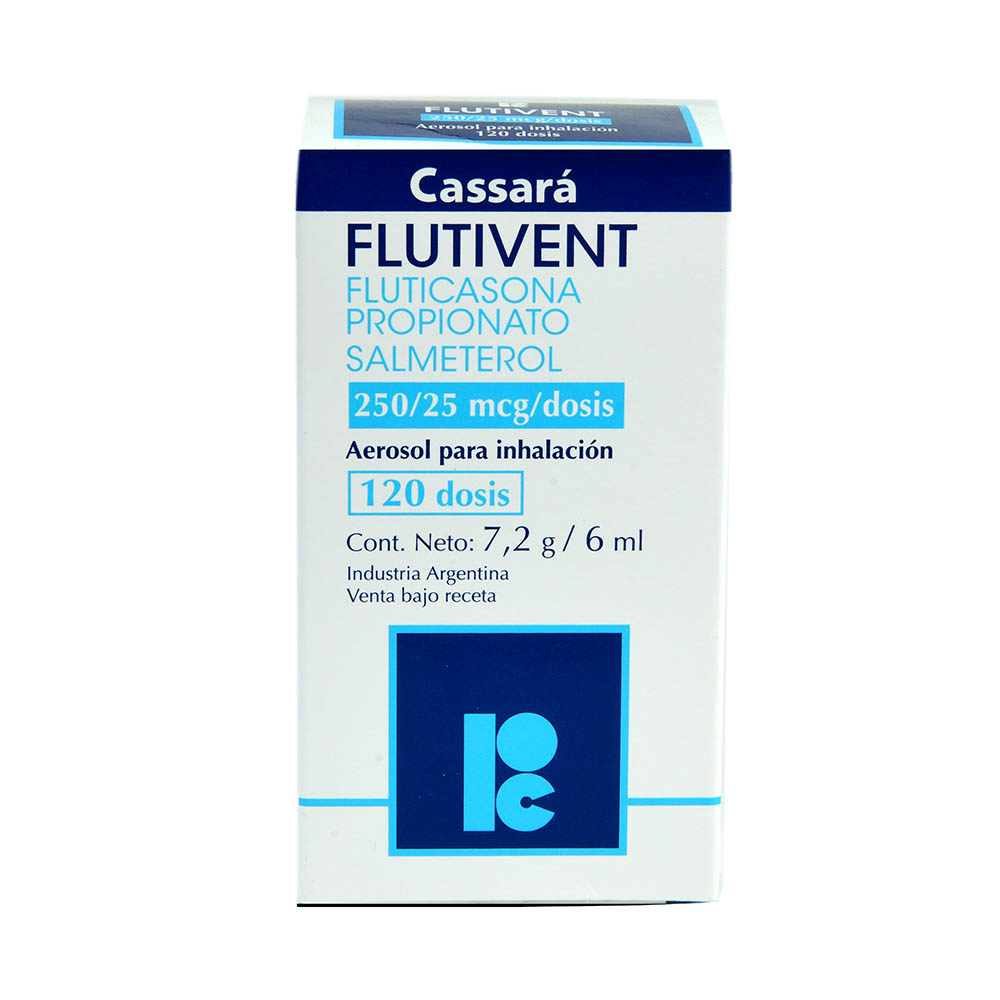 FLUTIVENT
250/25 mcg/dosis
Aerosol para inhalación
120 dosis
Cassará
FLUTIVENT
FLUTICASONA
PROPIONATO
SALMETEROL
250/25 mcg/dosis
Aerosol para inhalación
120 dosis
Cont. Neto: 7,2 g / 6 ml
Industria Argentina
Venta bajo receta